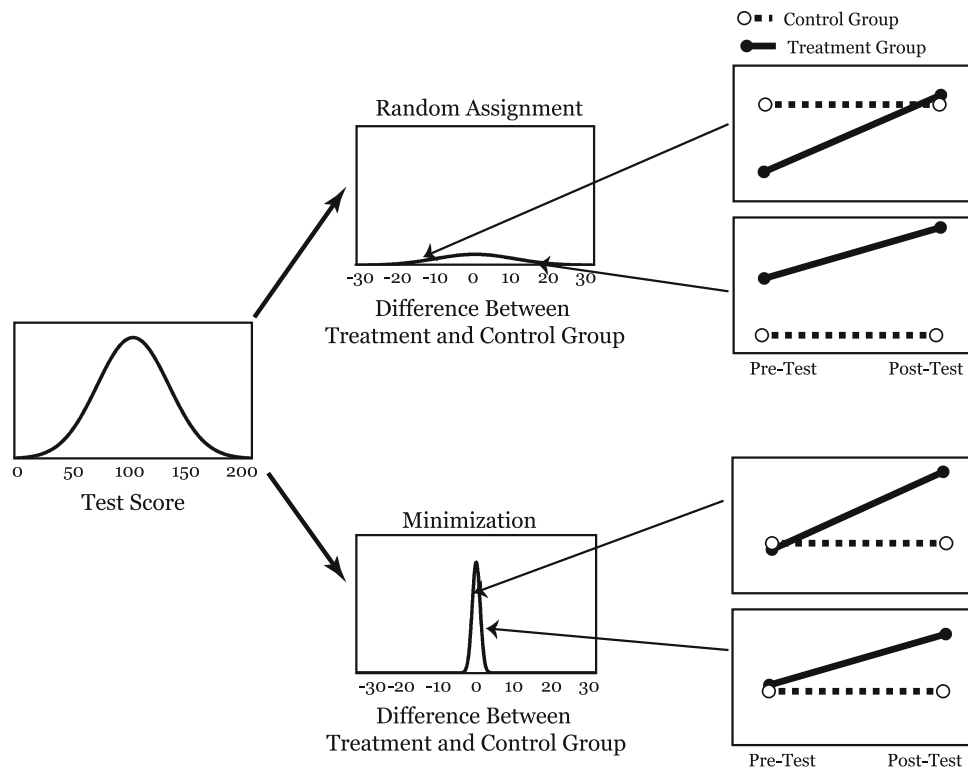 Control Group
Treatment Group
Random Assignment
-30 -20 -10 0 10 20 30
Difference Between
Treatment and Control Group
Pre-Test Post-Test
0 50 100 150 200
Test Score
Minimization
-30 -20 -10 0 10 20 30
Difference Between
Treatment and Control Group
Pre-Test Post-Test